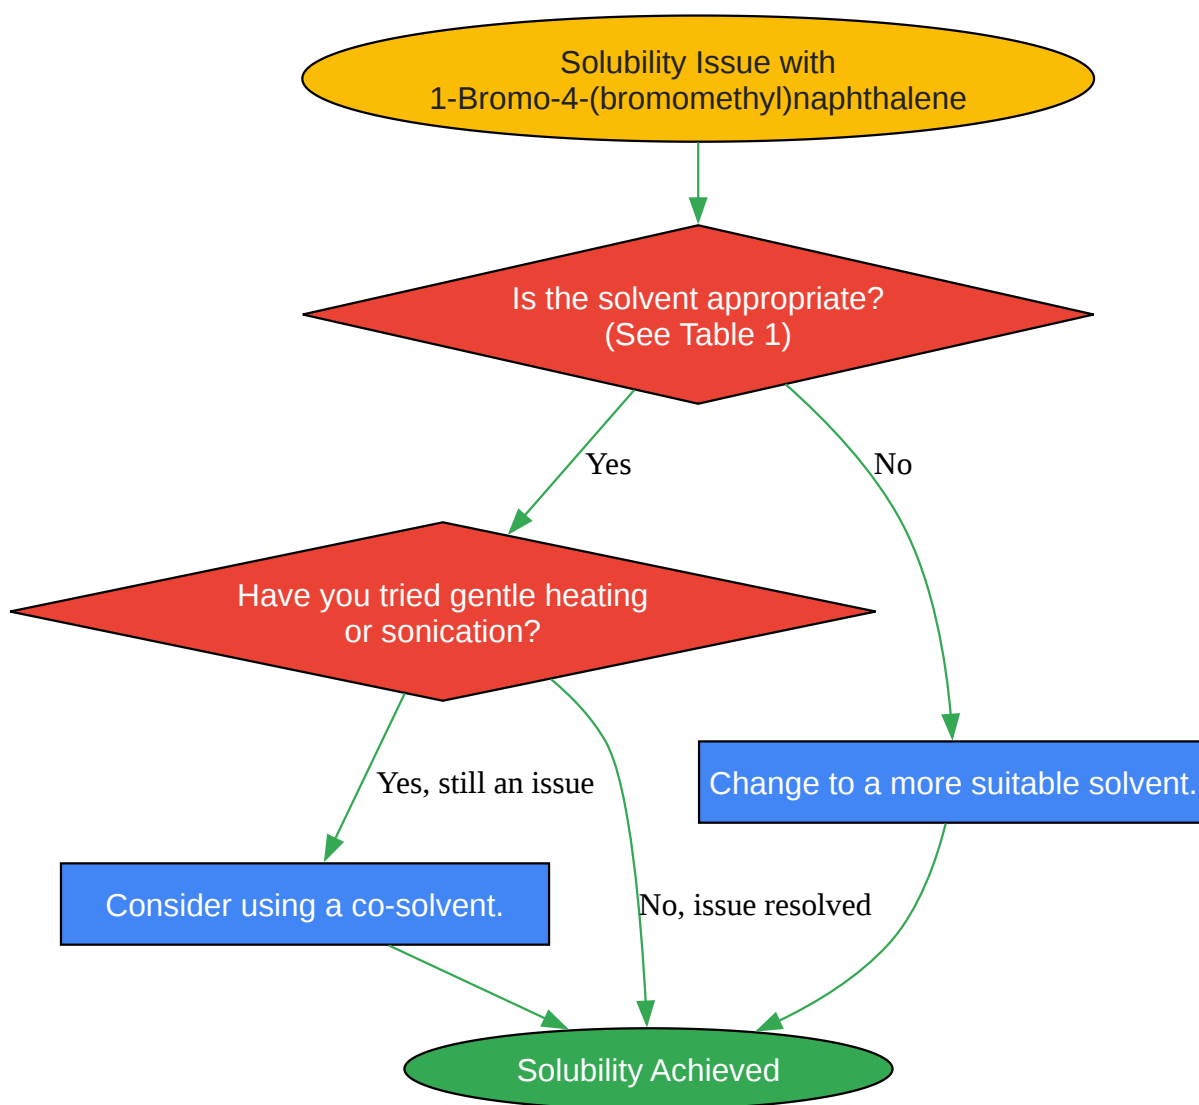 Solubility Issue with
1-Bromo-4-(bromomethyl)naphthalene
Is the solvent appropriate?
(See Table 1)
Yes
No
Have you tried gentle heating
or sonication?
Yes, still an issue
Change to a more suitable solvent.
Consider using a co-solvent.
No, issue resolved
Solubility Achieved